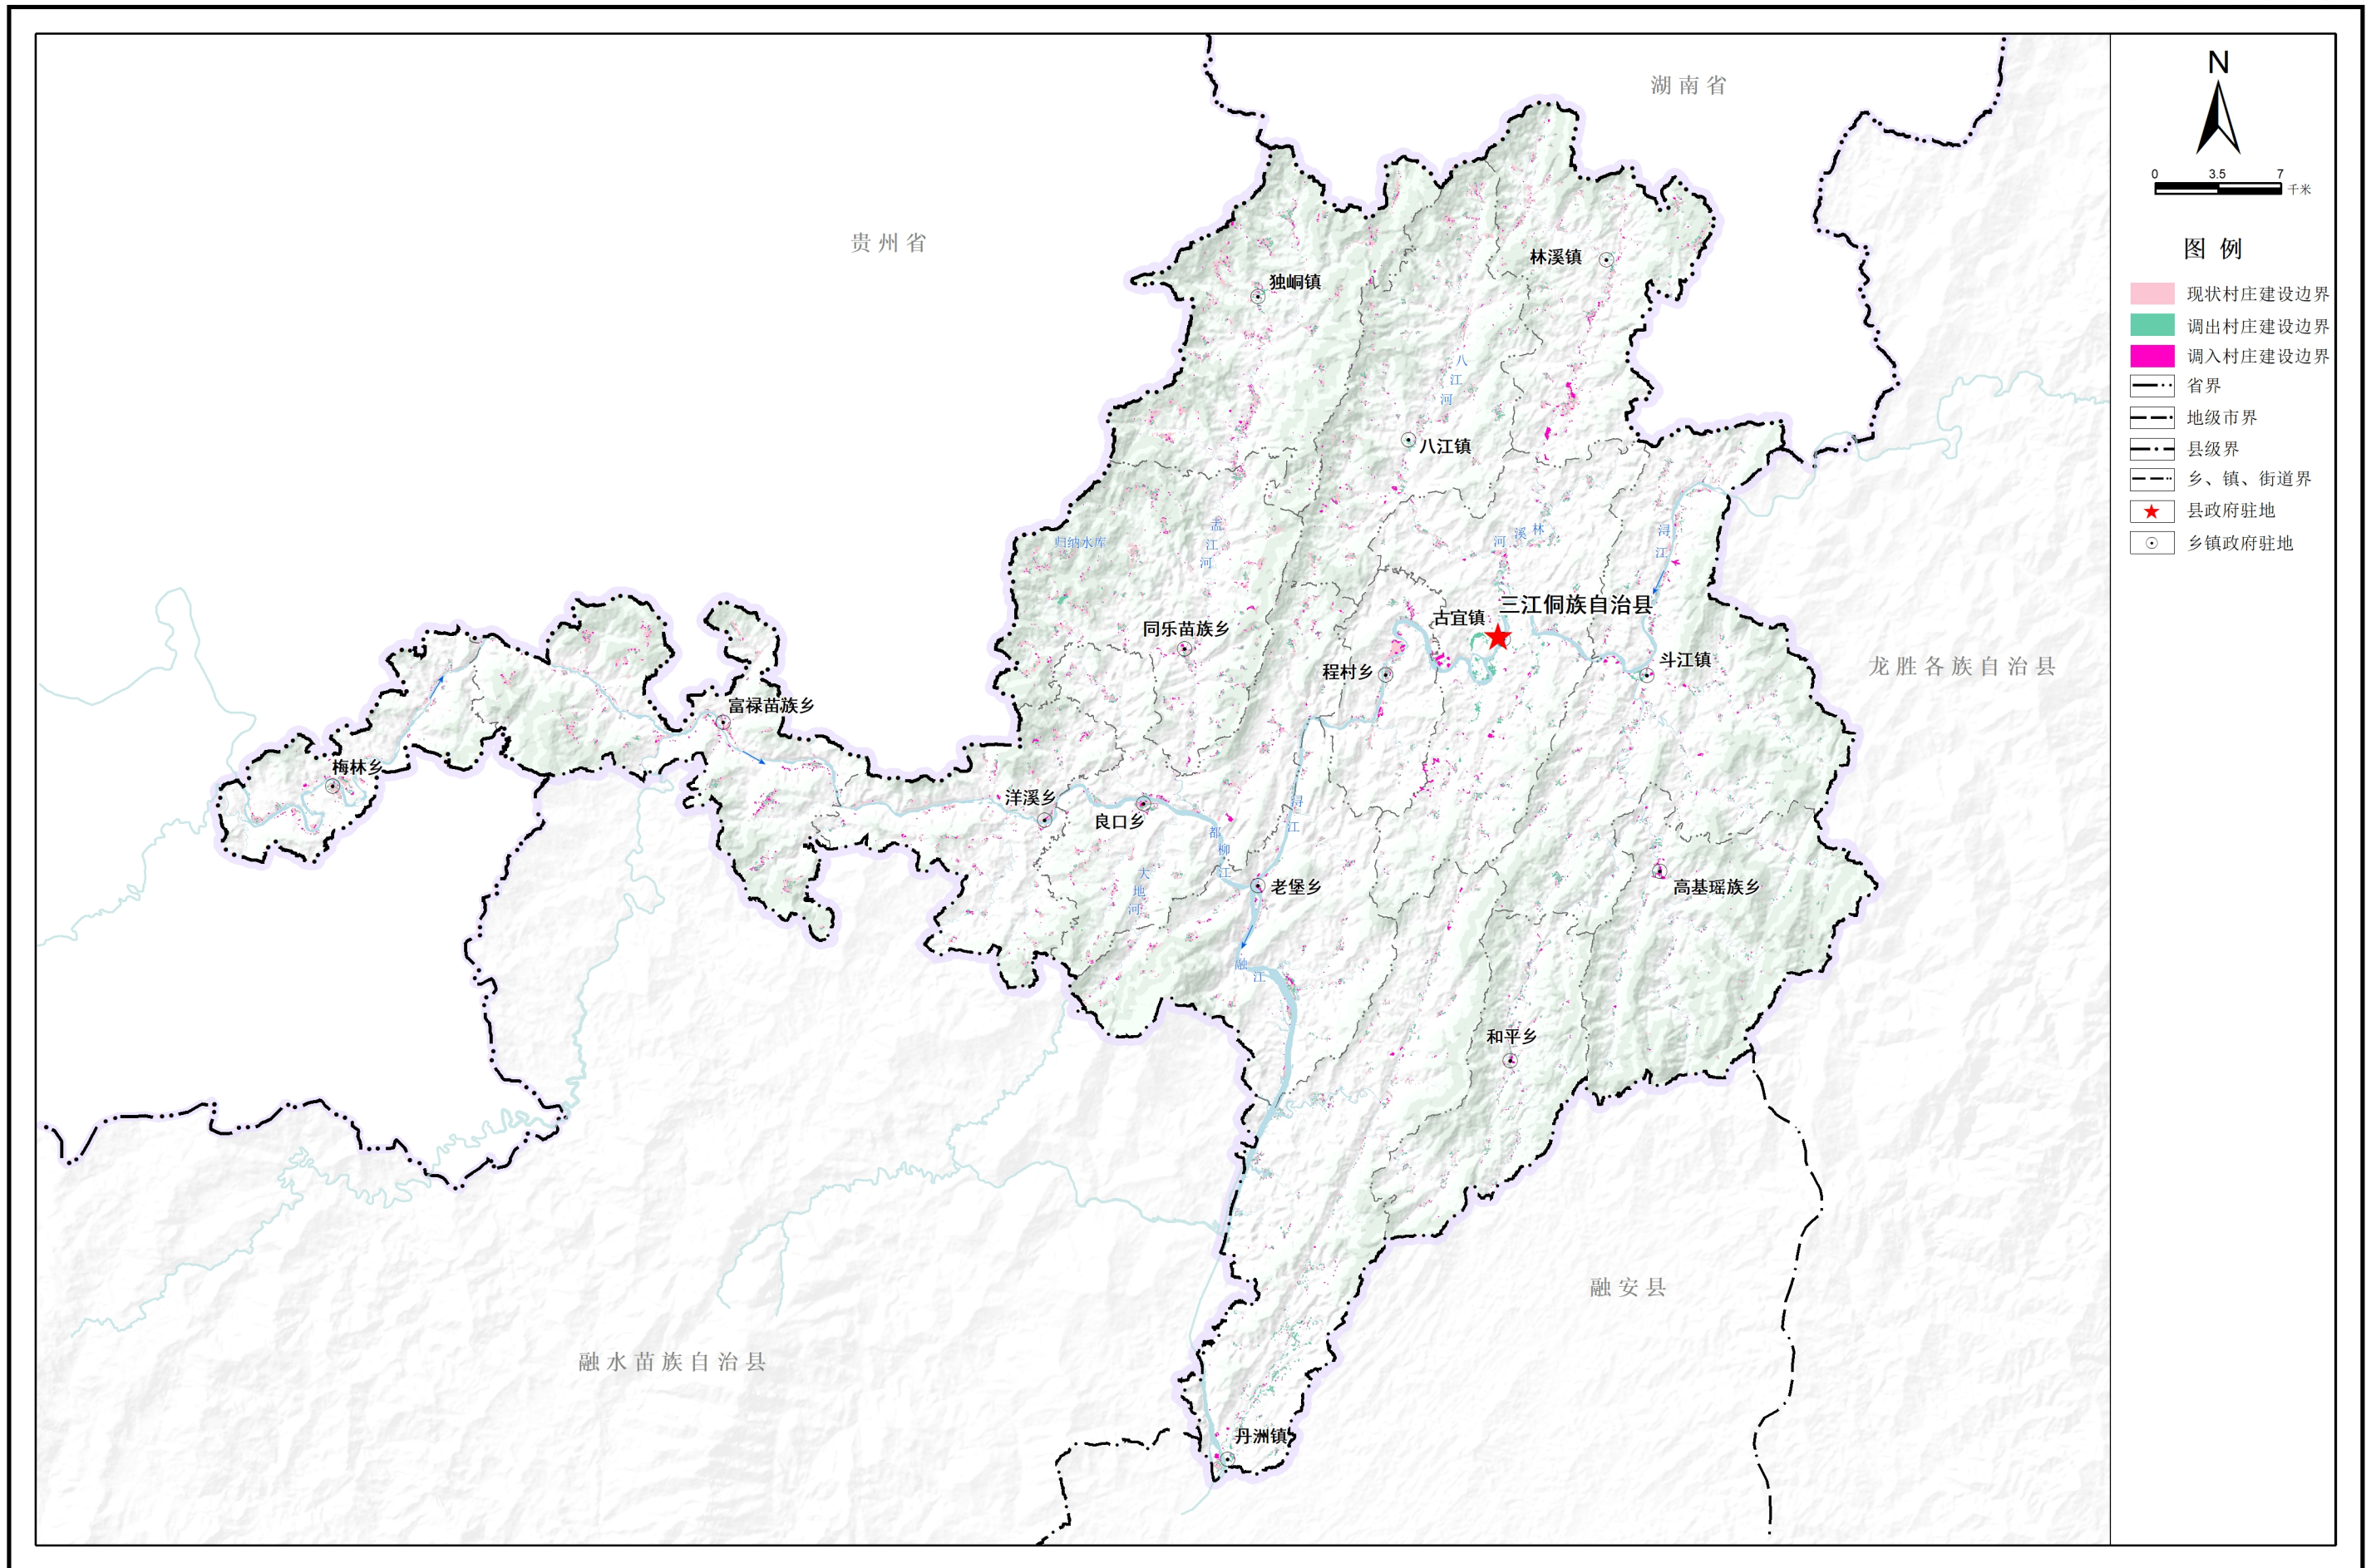 湖南省
贵州省
林溪镇
独峒镇
八
江
河
八江镇
孟
江
河
归纳水库
河
溪
林
浔
江
三江侗族自治县
古宜镇
同乐苗族乡
程村乡
斗江镇
龙胜各族自治县
富禄苗族乡
梅林乡
洋溪乡
良口乡
浔
江
都
柳
江
大
地
河
老堡乡
高基瑶族乡
融
江
和平乡
融安县
融水苗族自治县
丹洲镇
N
0 3.5 7
千米
图例
现状村庄建设边界
调出村庄建设边界
调入村庄建设边界
省界
地级市界
县级界
乡、镇、街道界
县政府驻地
乡镇政府驻地